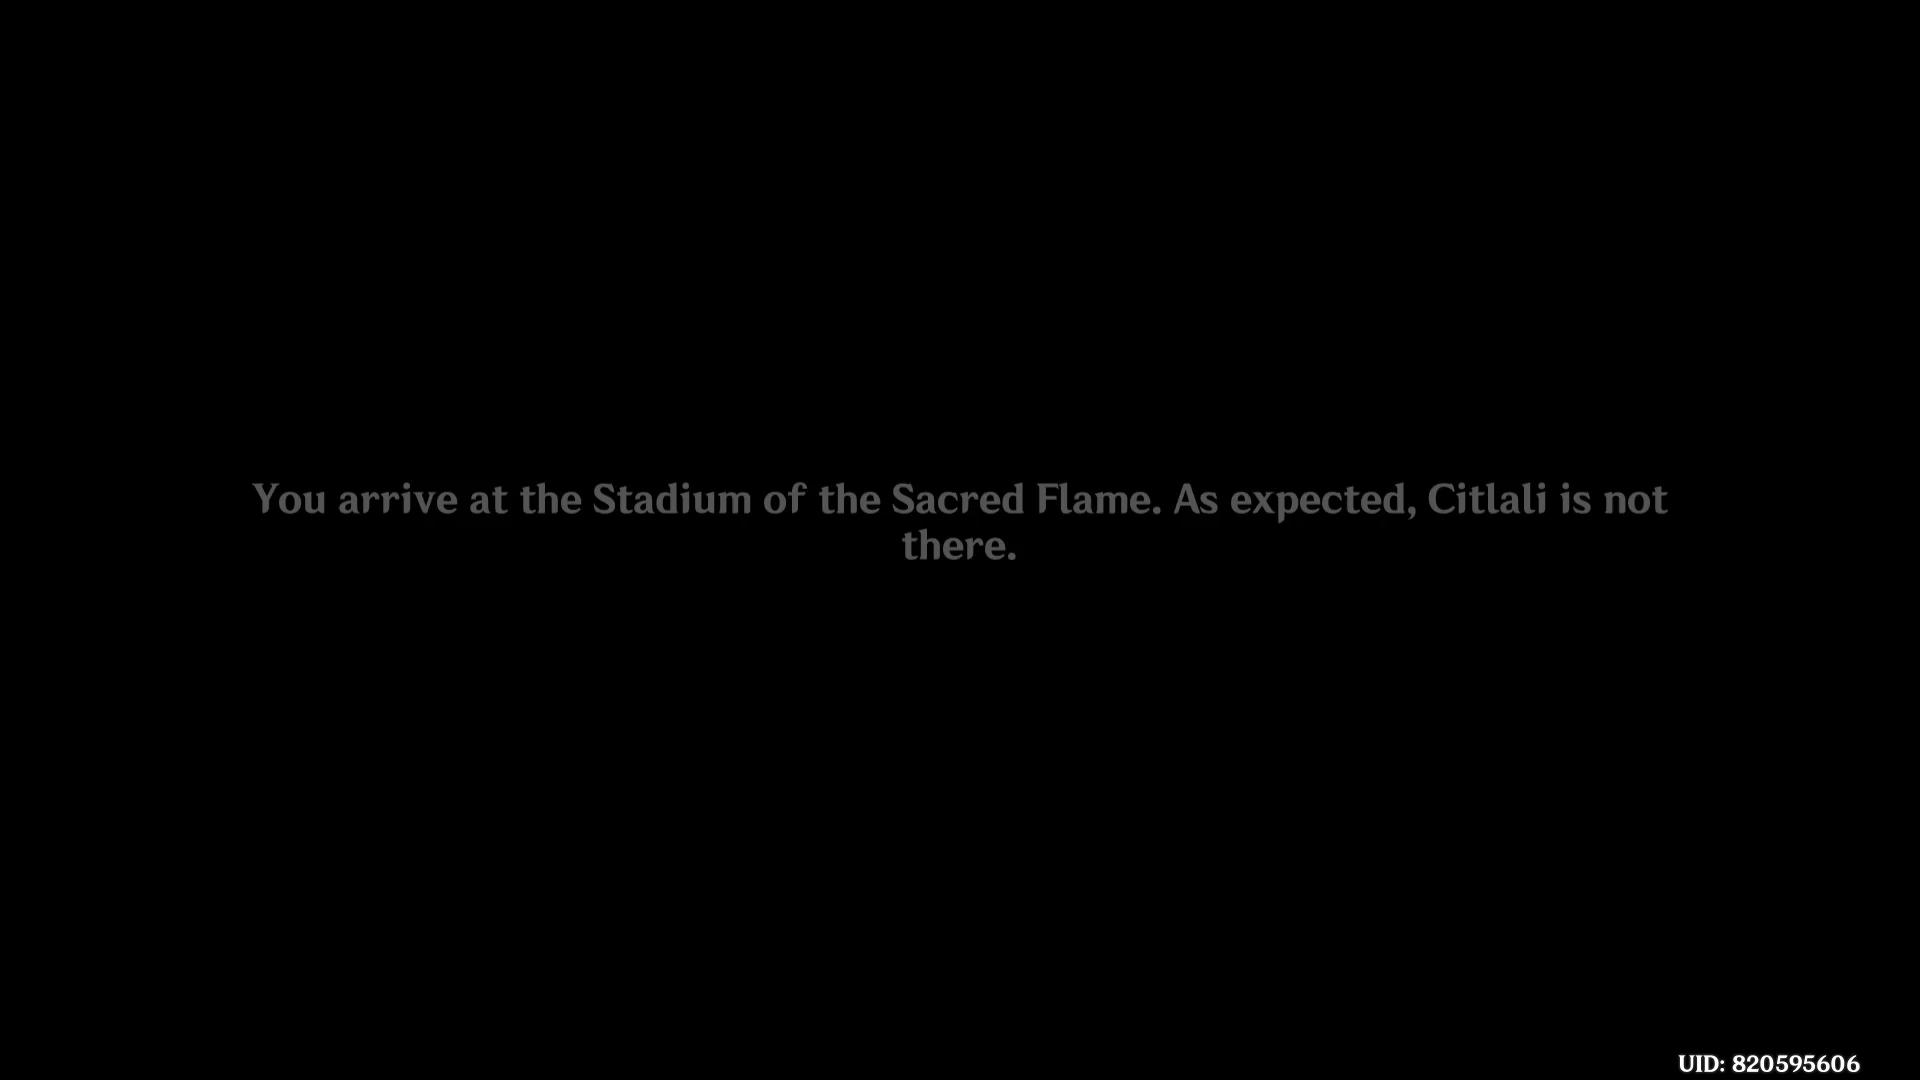 You arrive at the Stadium of the Sacred Flame. As expected, Citlali is not
there.
UID: 820595606